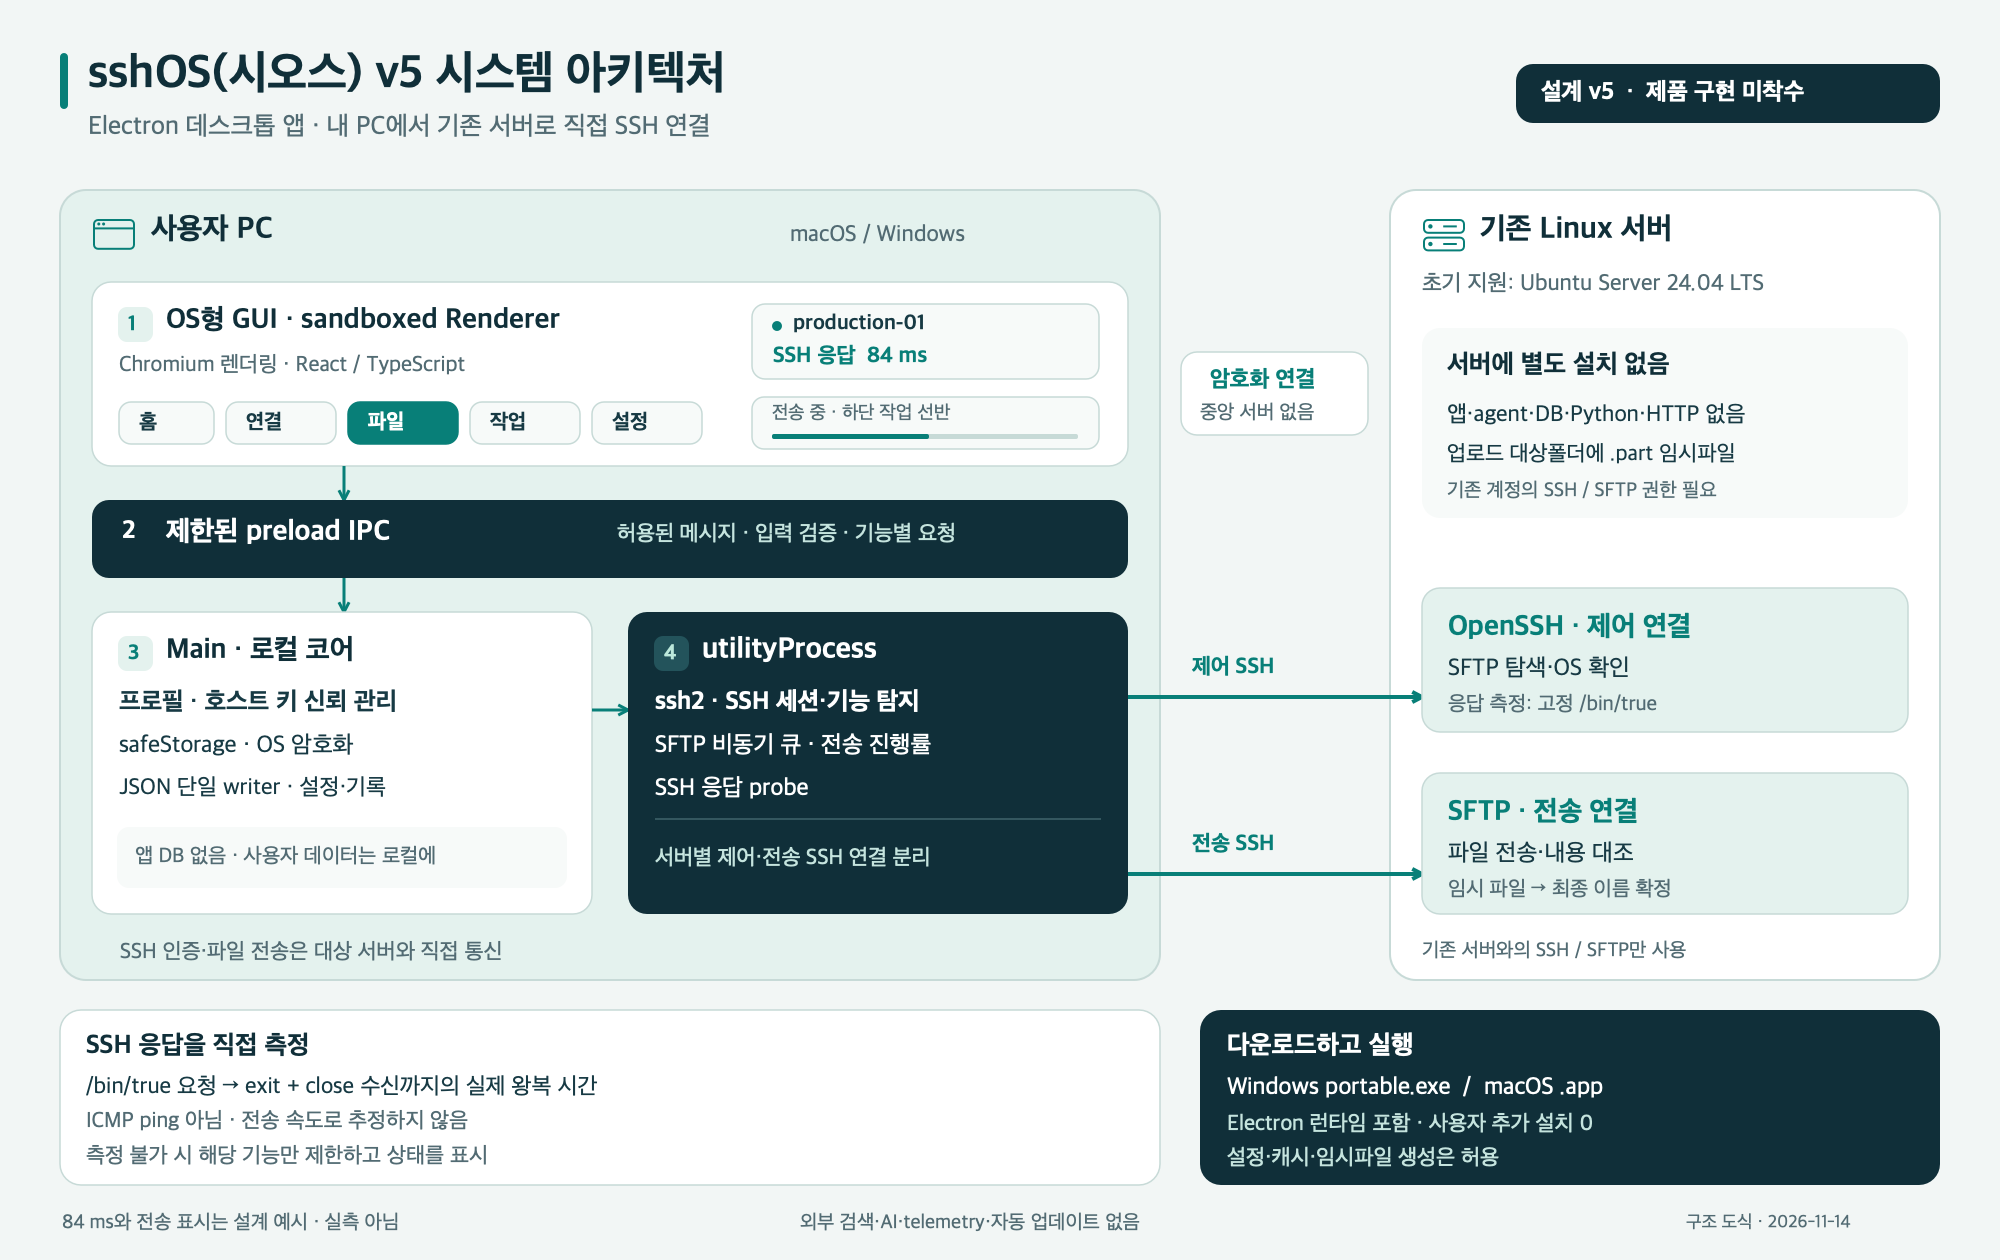 sshOS(시오스) v5 시스템 아키텍처
Electron 데스크톱 앱 · 내 PC에서 기존 서버로 직접 SSH 연결
설계 v5 · 제품 구현 미착수
사용자 PC
macOS / Windows
1
OS형 GUI · sandboxed Renderer
Chromium 렌더링 · React / TypeScript
홈
연결
파일
작업
설정
production-01
SSH 응답 84 ms
전송 중 · 하단 작업 선반
2
제한된 preload IPC
허용된 메시지 · 입력 검증 · 기능별 요청
3
Main · 로컬 코어
프로필 · 호스트 키 신뢰 관리
safeStorage · OS 암호화
JSON 단일 writer · 설정·기록
앱 DB 없음 · 사용자 데이터는 로컬에
4
utilityProcess
ssh2 · SSH 세션·기능 탐지
SFTP 비동기 큐 · 전송 진행률
SSH 응답 probe
서버별 제어·전송 SSH 연결 분리
SSH 인증·파일 전송은 대상 서버와 직접 통신
암호화 연결
중앙 서버 없음
제어 SSH
전송 SSH
기존 Linux 서버
초기 지원: Ubuntu Server 24.04 LTS
서버에 별도 설치 없음
앱·agent·DB·Python·HTTP 없음
업로드 대상폴더에 .part 임시파일
기존 계정의 SSH / SFTP 권한 필요
OpenSSH · 제어 연결
SFTP 탐색·OS 확인
응답 측정: 고정 /bin/true
SFTP · 전송 연결
파일 전송·내용 대조
임시 파일 → 최종 이름 확정
기존 서버와의 SSH / SFTP만 사용
SSH 응답을 직접 측정
/bin/true 요청 → exit + close 수신까지의 실제 왕복 시간
ICMP ping 아님 · 전송 속도로 추정하지 않음
측정 불가 시 해당 기능만 제한하고 상태를 표시
다운로드하고 실행
Windows portable.exe / macOS .app
Electron 런타임 포함 · 사용자 추가 설치 0
설정·캐시·임시파일 생성은 허용
84 ms와 전송 표시는 설계 예시 · 실측 아님
외부 검색·AI·telemetry·자동 업데이트 없음
구조 도식 · 2026-11-14